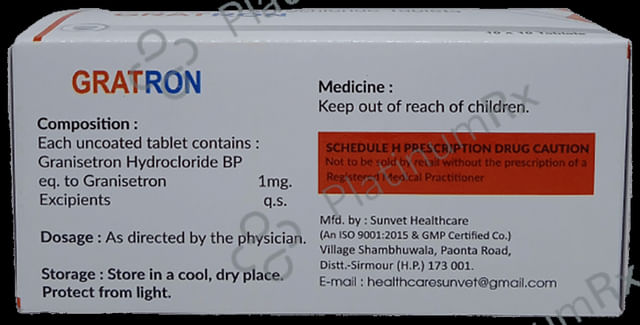 10 x 10 Tablets
GRATRON
Composition :
Each uncoated tablet contains :
Granisetron Hydrocloride BP
eq. to Granisetron 1mg.
Excipients q.s.
Dosage : As directed by the physician.
Storage : Store in a cool, dry place.
Protect from light.
Medicine :
Keep out of reach of children.
SCHEDULE H PRESCRIPTION DRUG CAUTION
Not to be sold by retail without the prescription of a
Registered Medical Practitioner
Mfd. by : Sunvet Healthcare
(An ISO 9001:2015 & GMP Certified Co.)
Village Shambhuwala, Paonta Road,
Distt.-Sirmour (H.P.) 173 001.
E-mail : healthcaresunvet@gmail.com
PlatinumRx